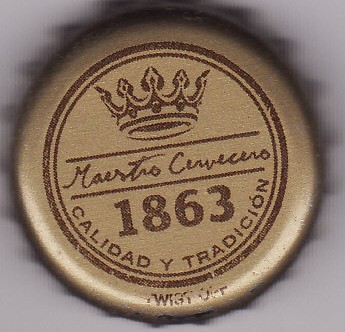 Maestro Cervecero
1863
CALIDAD Y TRADICIÓN